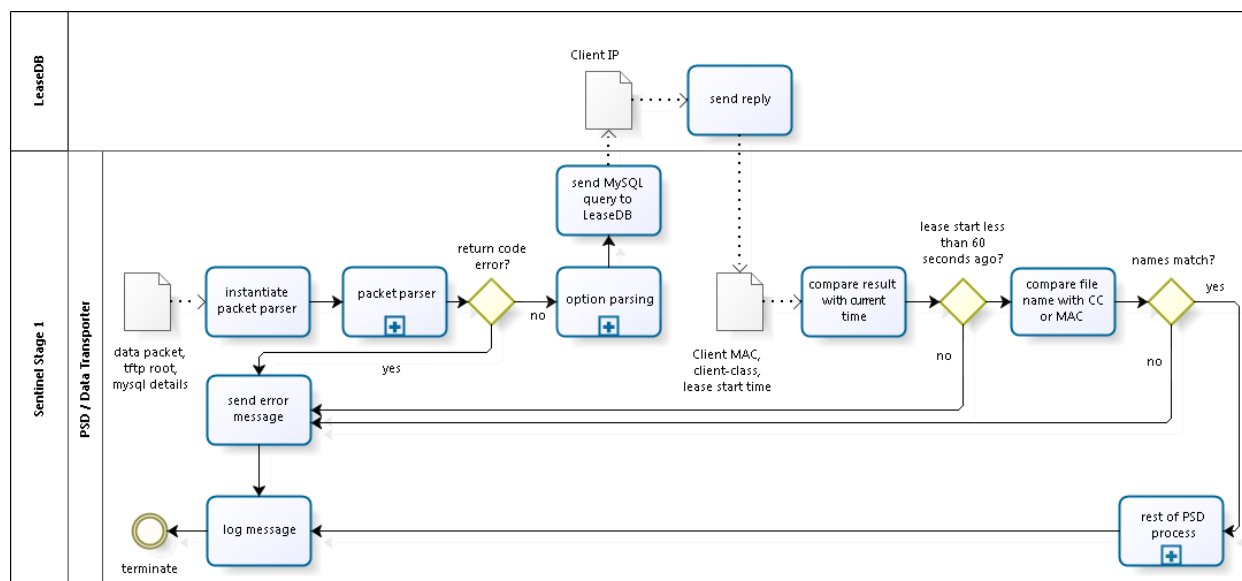 LeaseDB
Client IP
send reply
Sentinel Stage 1
PSD / Data Transporter
send MySQL
query to
LeaseDB
return code
error?
lease start less
than 60
seconds ago?
names match?
yes
instantiate
packet parser
packet parser
no
option parsing
compare result
with current
time
compare file
name with CC
or MAC
data packet,
tftp root,
mysql details
yes
Client MAC,
client-class,
lease start time
no
no
send error
message
log message
rest of PSD
process
terminate